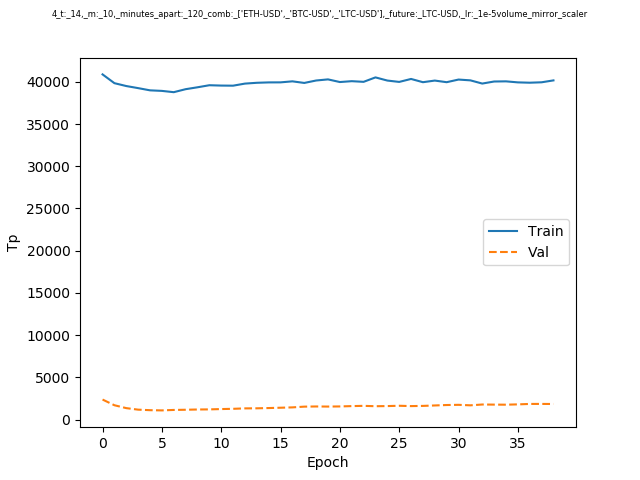 4_t:_14,_m:_10,_minutes_apart:_120_comb:_['ETH-USD',_'BTC-USD',_'LTC-USD'],_future:_LTC-USD,_lr:_1e-5volume_mirror_scaler
40000
35000
30000
25000
20000
15000
10000
5000
0
Tp
Train
Val
0 5 10 15 20 25 30 35
Epoch